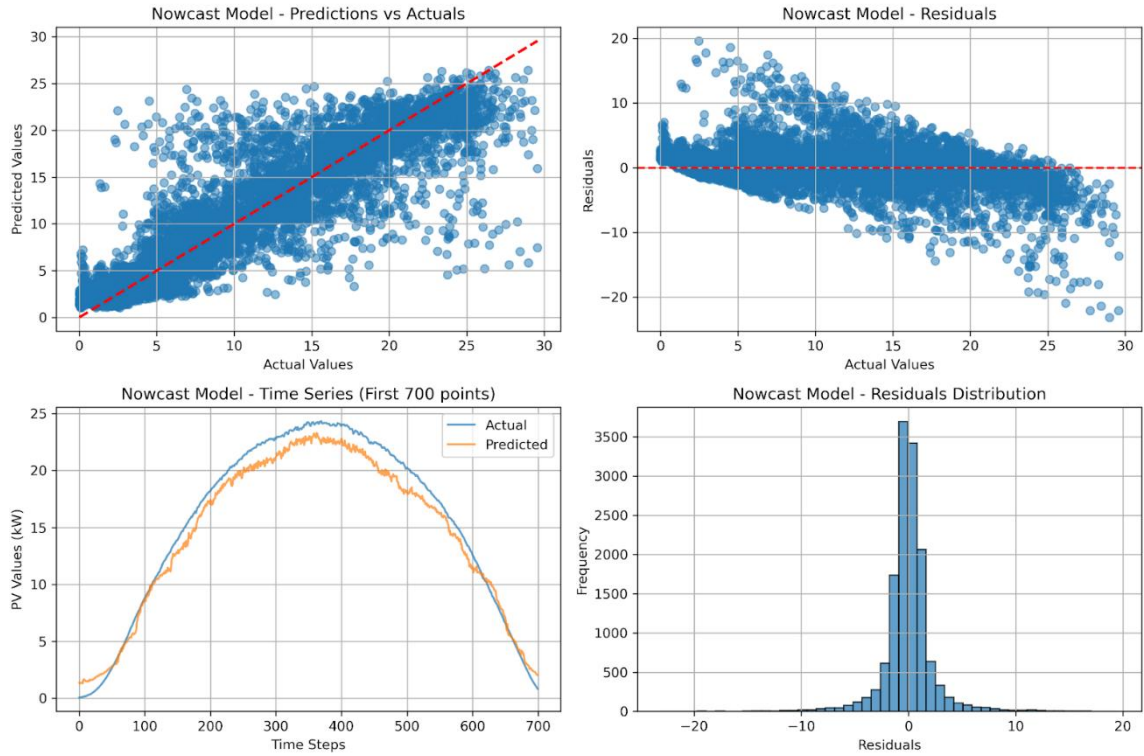 Nowcast Model - Predictions vs Actuals
30
25
20
15
10
5
0
Predicted Values
0 5 10 15 20 25 30
Actual Values
Nowcast Model - Residuals
20
10
0
−10
−20
Residuals
0 5 10 15 20 25 30
Actual Values
Nowcast Model - Time Series (First 700 points)
25
20
15
10
5
0
PV Values (kW)
Actual
Predicted
0 100 200 300 400 500 600 700
Time Steps
Nowcast Model - Residuals Distribution
3500
3000
2500
2000
1500
1000
500
0
Frequency
−20 −10 0 10 20
Residuals